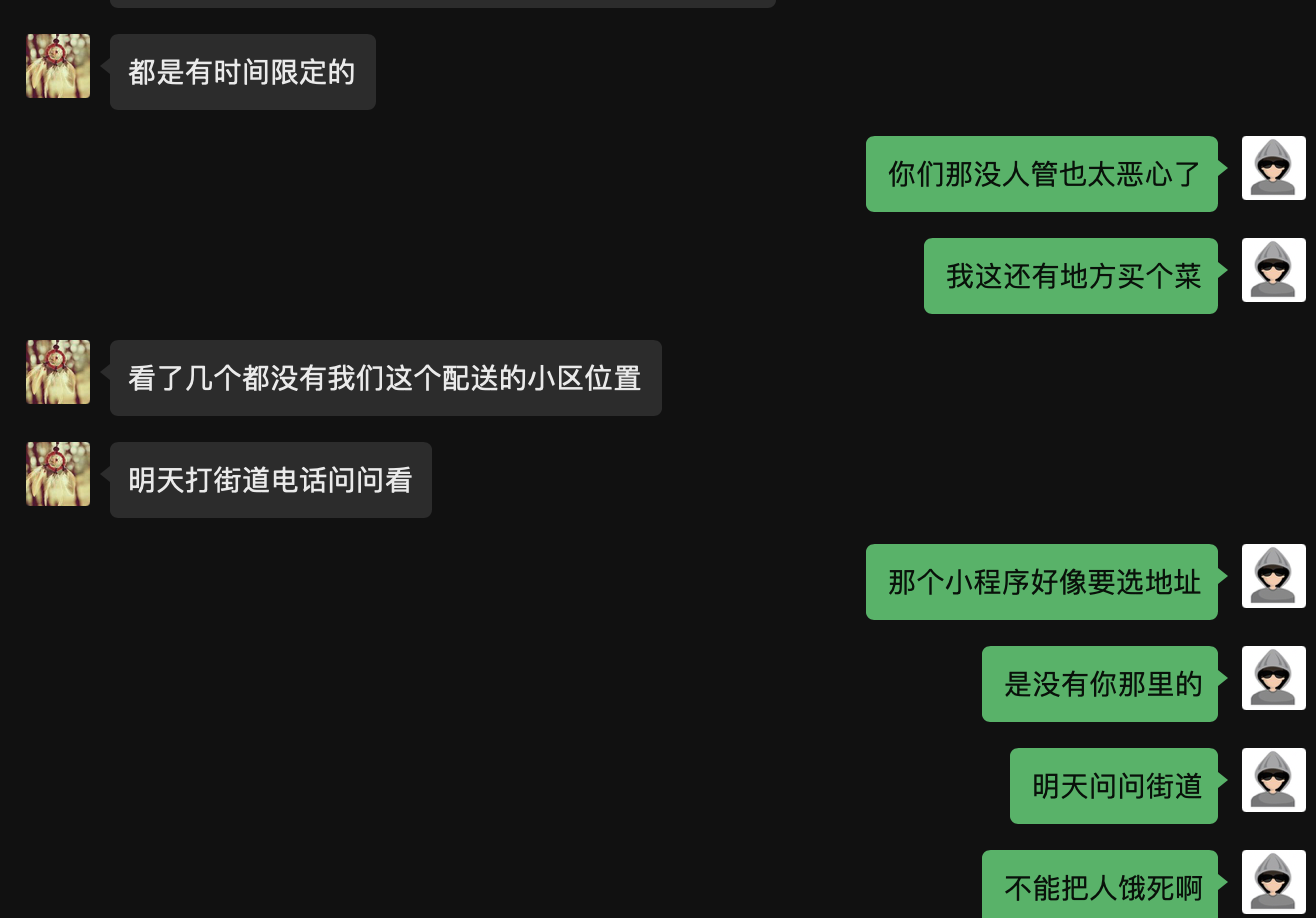 都是有时间限定的
你们那没人管也太恶心了
我这还有地方买个菜
看了几个都没有我们这个配送的小区位置
明天打街道电话问问看
那个小程序好像要选地址
是没有你那里的
明天问问街道
不能把人饿死啊